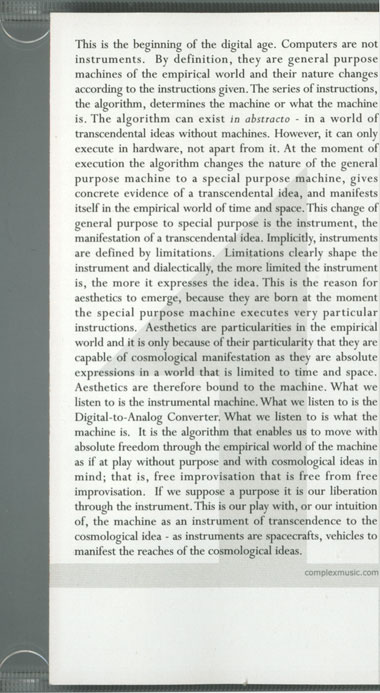 This is the beginning of the digital age. Computers are not
instruments. By definition, they are general purpose
machines of the empirical world and their nature changes
according to the instructions given. The series of instructions,
the algorithm, determines the machine or what the machine
is. The algorithm can exist in abstracto - in a world of
transcendental ideas without machines. However, it can only
execute in hardware, not apart from it. At the moment of
execution the algorithm changes the nature of the general
purpose machine to a special purpose machine, gives
concrete evidence of a transcendental idea, and manifests
itself in the empirical world of time and space. This change of
general purpose to special purpose is the instrument, the
manifestation of a transcendental idea. Implicitly, instruments
are defined by limitations. Limitations clearly shape the
instrument and dialectically, the more limited the instrument
is, the more it expresses the idea. This is the reason for
aesthetics to emerge, because they are born at the moment
the special purpose machine executes very particular
instructions. Aesthetics are particularities in the empirical
world and it is only because of their particularity that they are
capable of cosmological manifestation as they are absolute
expressions in a world that is limited to time and space.
Aesthetics are therefore bound to the machine. What we
listen to is the instrumental machine. What we listen to is the
Digital-to-Analog Converter. What we listen to is what the
machine is. It is the algorithm that enables us to move with
absolute freedom through the empirical world of the machine
as if at play without purpose and with cosmological ideas in
mind; that is, free improvisation that is free from free
improvisation. If we suppose a purpose it is our liberation
through the instrument. This is our play with, or our intuition
of, the machine as an instrument of transcendence to the
cosmological idea - as instruments are spacecrafts, vehicles to
manifest the reaches of the cosmological ideas.
complexmusic.com